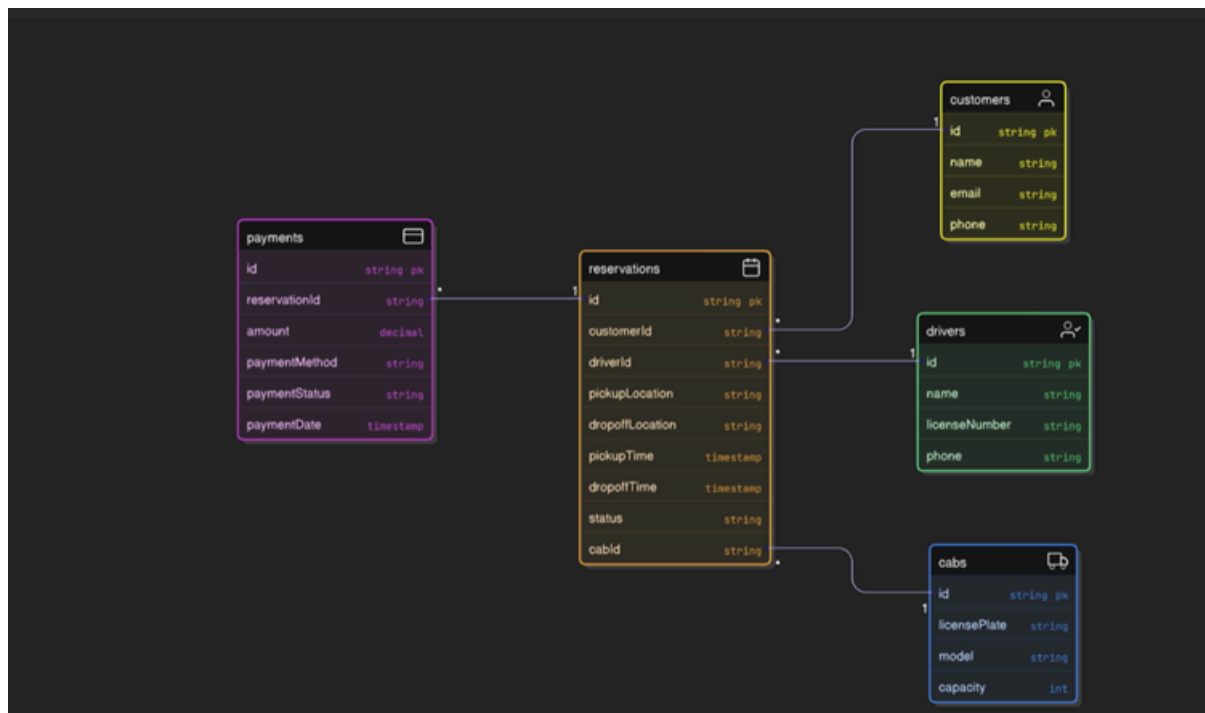 payments
id string pk
reservationId string
amount decimal
paymentMethod string
paymentStatus string
paymentDate timestamp
*
1
reservations
id string pk
customerId string
driverId string
pickupLocation string
dropoffLocation string
pickupTime timestamp
dropoffTime timestamp
status string
cabId string
*
*
*
1
customers
id string pk
name string
email string
phone string
1
drivers
id string pk
name string
licenseNumber string
phone string
1
cabs
id string pk
licensePlate string
model string
capacity int